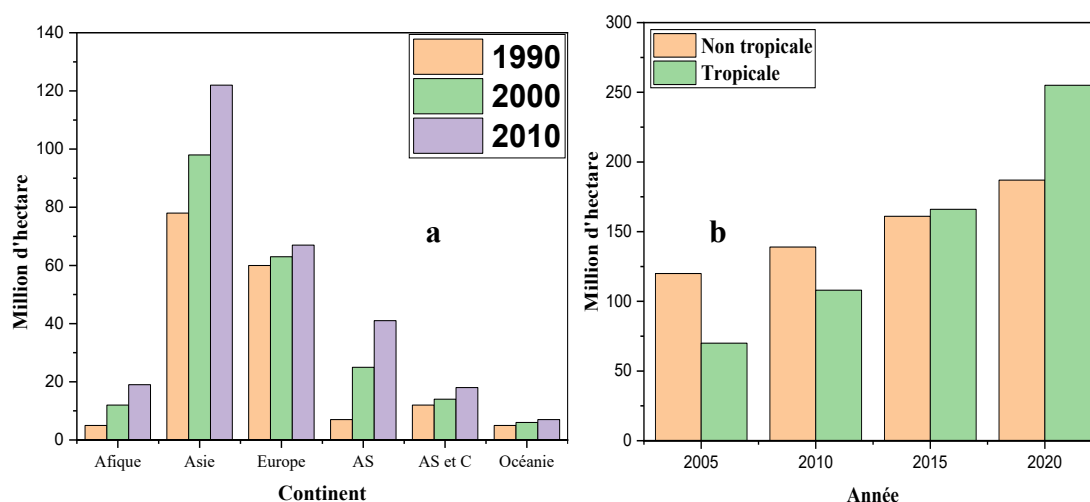 140
120
100
80
60
40
20
0
Million d'hectare
1990
2000
2010
a
Afique
Asie
Europe
AS
AS et C
Océanie
Continent
300
250
200
150
100
50
0
Million d'hectare
Non tropicale
Tropicale
b
2005
2010
2015
2020
Année